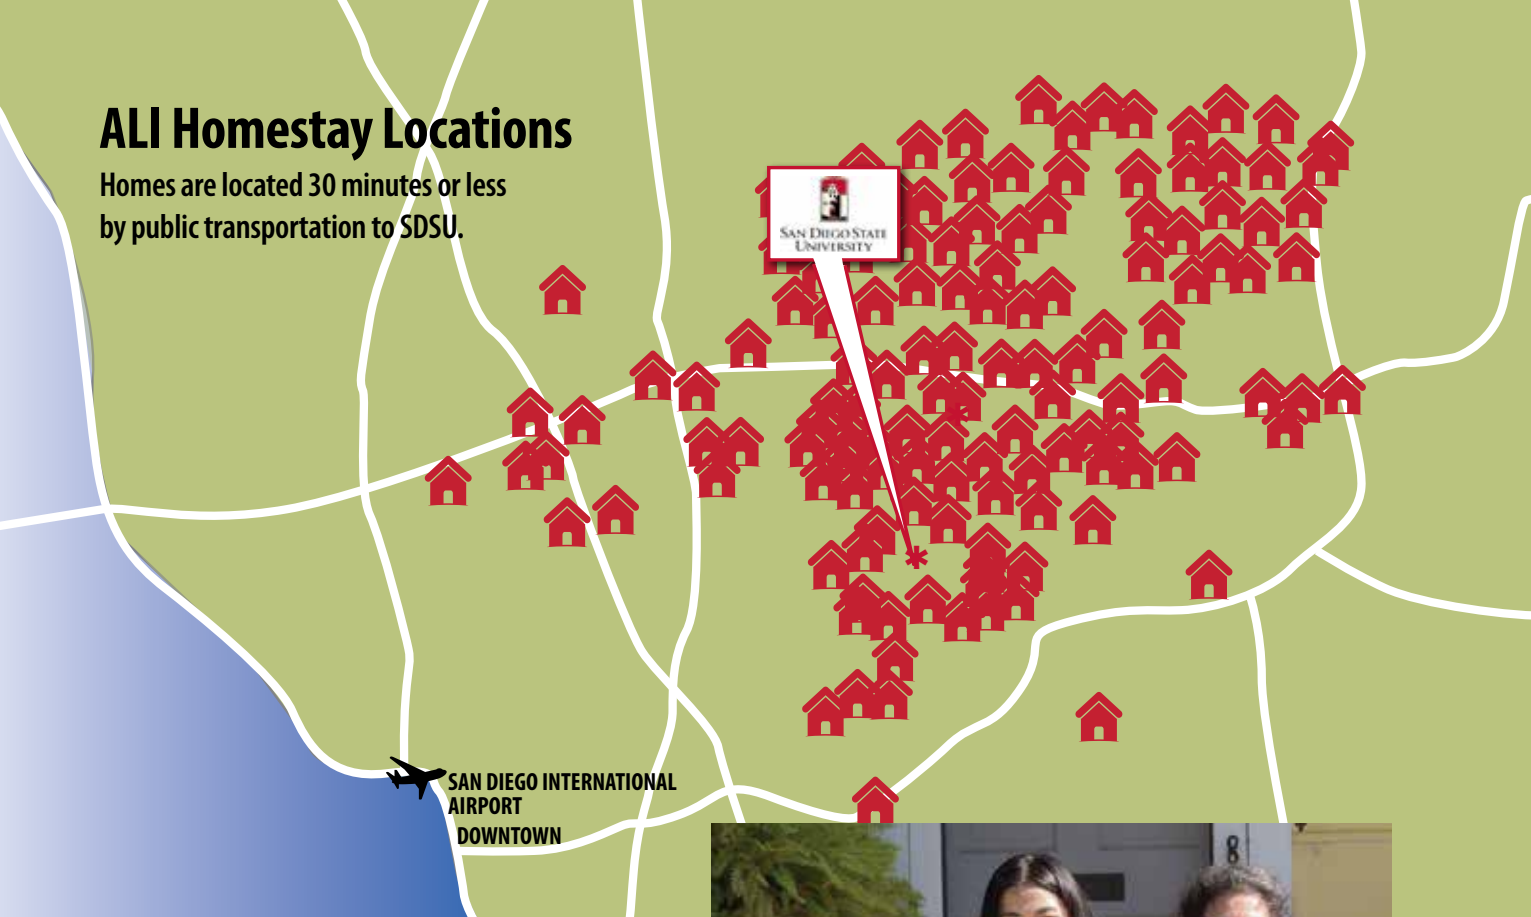 ALI Homestay Locations
Homes are located 30 minutes or less
by public transportation to SDSU.
SAN DIEGO STATE
UNIVERSITY
SAN DIEGO INTERNATIONAL
AIRPORT
DOWNTOWN
8